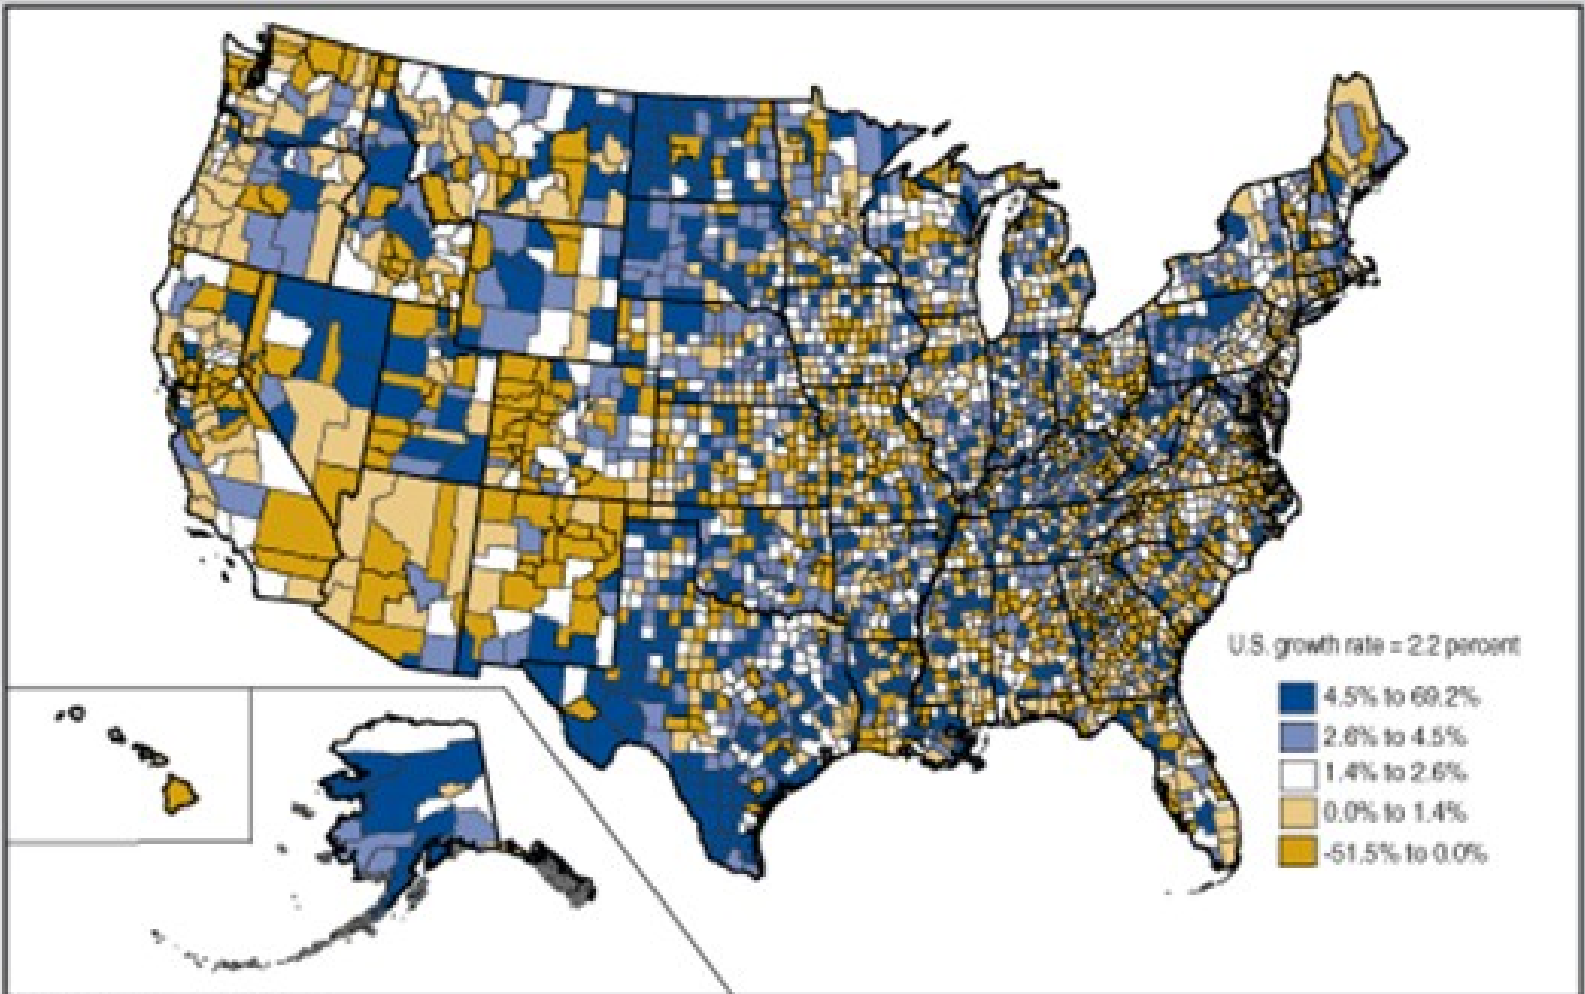 U.S. growth rate = 2.2 percent
4.5% to 69.2%
2.6% to 4.5%
1.4% to 2.6%
0.0% to 1.4%
-51.5% to 0.0%